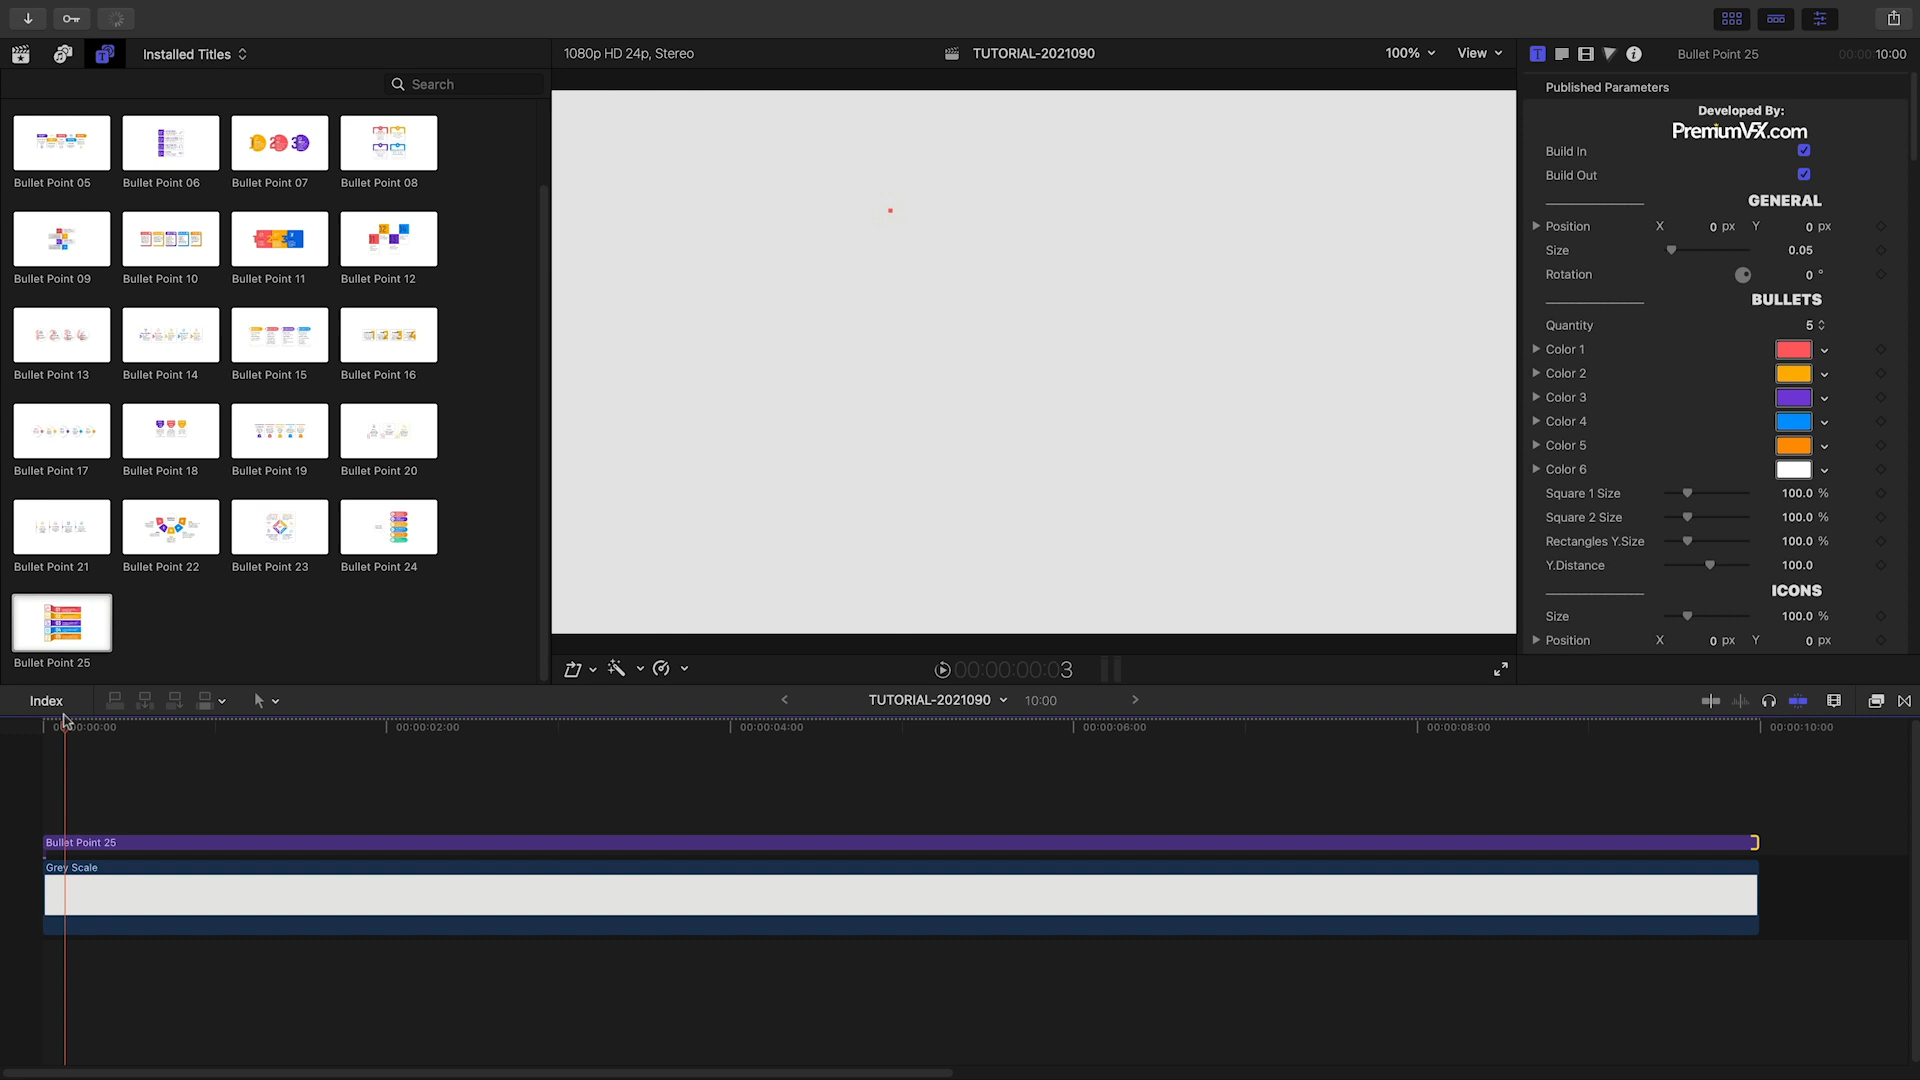 Installed Titles
1080p HD 24p, Stereo
TUTORIAL-2021090
100%
View
Bullet Point 25
00:00:10:00
Search
Published Parameters
Developed By:
PremiumVFX.com
Build In
Build Out
GENERAL
Position X 0 px Y 0 px
Size 0.05
Rotation 0 °
BULLETS
Quantity 5
Color 1
Color 2
Color 3
Color 4
Color 5
Color 6
Square 1 Size 100.0 %
Square 2 Size 100.0 %
Rectangles Y.Size 100.0 %
Y.Distance 100.0
ICONS
Size 100.0 %
Position X 0 px Y 0 px
Bullet Point 05
Bullet Point 06
Bullet Point 07
Bullet Point 08
Bullet Point 09
Bullet Point 10
Bullet Point 11
Bullet Point 12
Bullet Point 13
Bullet Point 14
Bullet Point 15
Bullet Point 16
Bullet Point 17
Bullet Point 18
Bullet Point 19
Bullet Point 20
Bullet Point 21
Bullet Point 22
Bullet Point 23
Bullet Point 24
Bullet Point 25
00:00:00:03
Index
TUTORIAL-2021090
10:00
00:00:00:00
00:00:02:00
00:00:04:00
00:00:06:00
00:00:08:00
00:00:10:00
Bullet Point 25
Grey Scale